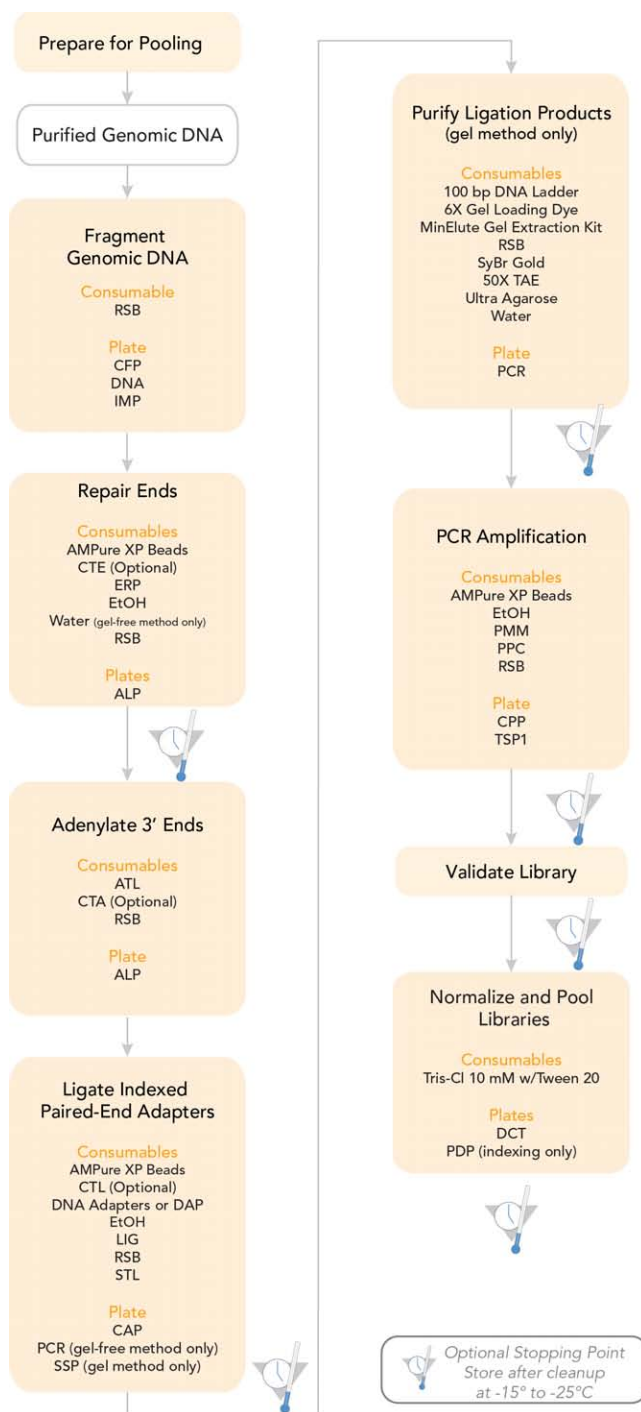 Prepare for Pooling
Purified Genomic DNA
Fragment
Genomic DNA
Consumable
RSB
Plate
CFP
DNA
IMP
Repair Ends
Consumables
AMPure XP Beads
CTE (Optional)
ERP
EtOH
Water (gel-free method only)
RSB
Plates
ALP
Adenylate 3' Ends
Consumables
ATL
CTA (Optional)
RSB
Plate
ALP
Ligate Indexed
Paired-End Adapters
Consumables
AMPure XP Beads
CTL (Optional)
DNA Adapters or DAP
EtOH
LIG
RSB
STL
Plate
CAP
PCR (gel-free method only)
SSP (gel method only)
Purify Ligation Products
(gel method only)
Consumables
100 bp DNA Ladder
6X Gel Loading Dye
MinElute Gel Extraction Kit
RSB
SyBr Gold
50X TAE
Ultra Agarose
Water
Plate
PCR
PCR Amplification
Consumables
AMPure XP Beads
EtOH
PMM
PPC
RSB
Plate
CPP
TSP1
Validate Library
Normalize and Pool
Libraries
Consumables
Tris-Cl 10 mM w/Tween 20
Plates
DCT
PDP (indexing only)
Optional Stopping Point
Store after cleanup
at -15° to -25°C